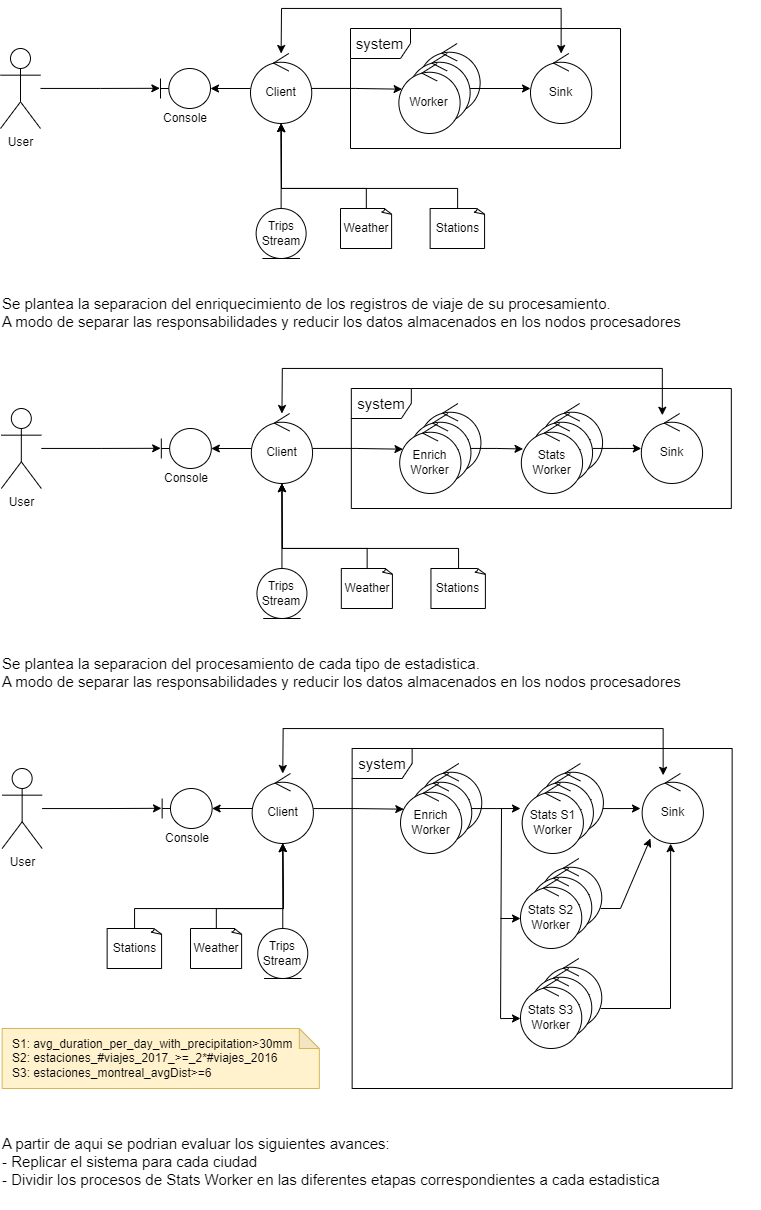 system
Client
Worker
Sink
Console
User
Trips
Stream
Weather
Stations
Se plantea la separacion del enriquecimiento de los registros de viaje de su procesamiento.
A modo de separar las responsabilidades y reducir los datos almacenados en los nodos procesadores
system
Client
Enrich
Worker
Stats
Worker
Sink
Console
User
Trips
Stream
Weather
Stations
Se plantea la separacion del procesamiento de cada tipo de estadistica.
A modo de separar las responsabilidades y reducir los datos almacenados en los nodos procesadores
system
Client
Enrich
Worker
Stats S1
Worker
Sink
Console
User
Stats S2
Worker
Stations
Weather
Trips
Stream
Stats S3
Worker
S1: avg_duration_per_day_with_precipitation>30mm
S2: estaciones_#viajes_2017_>=_2*#viajes_2016
S3: estaciones_montreal_avgDist>=6
A partir de aqui se podrian evaluar los siguientes avances:
- Replicar el sistema para cada ciudad
- Dividir los procesos de Stats Worker en las diferentes etapas correspondientes a cada estadistica